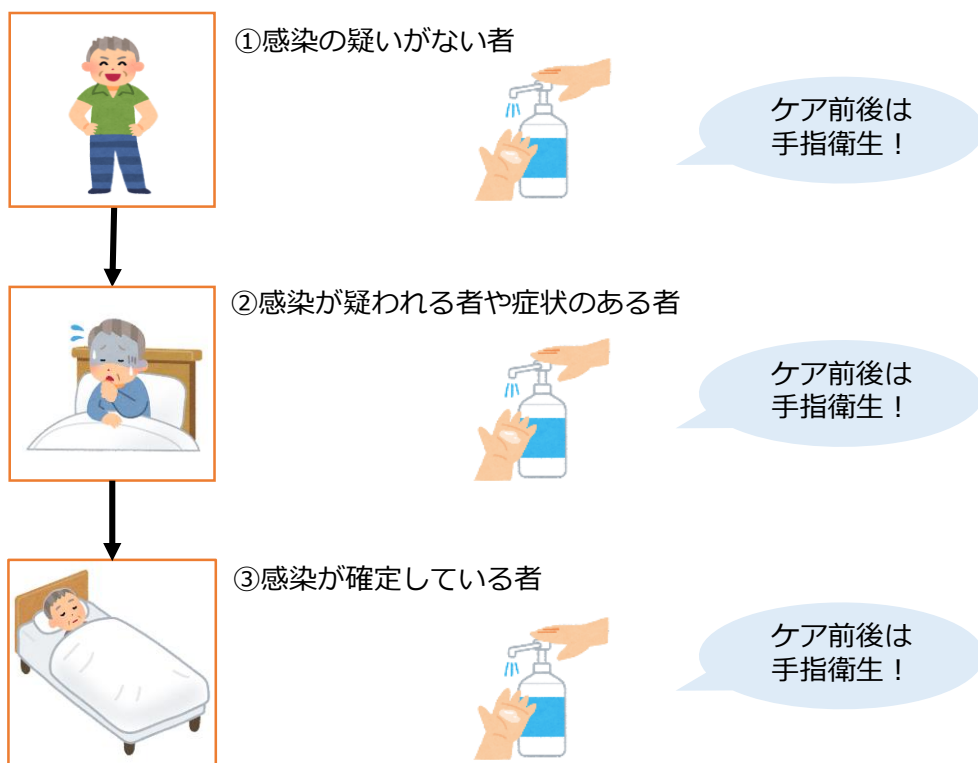 ①感染の疑いがない者
ケア前後は
手指衛生！
②感染が疑われる者や症状のある者
ケア前後は
手指衛生！
③感染が確定している者
ケア前後は
手指衛生！